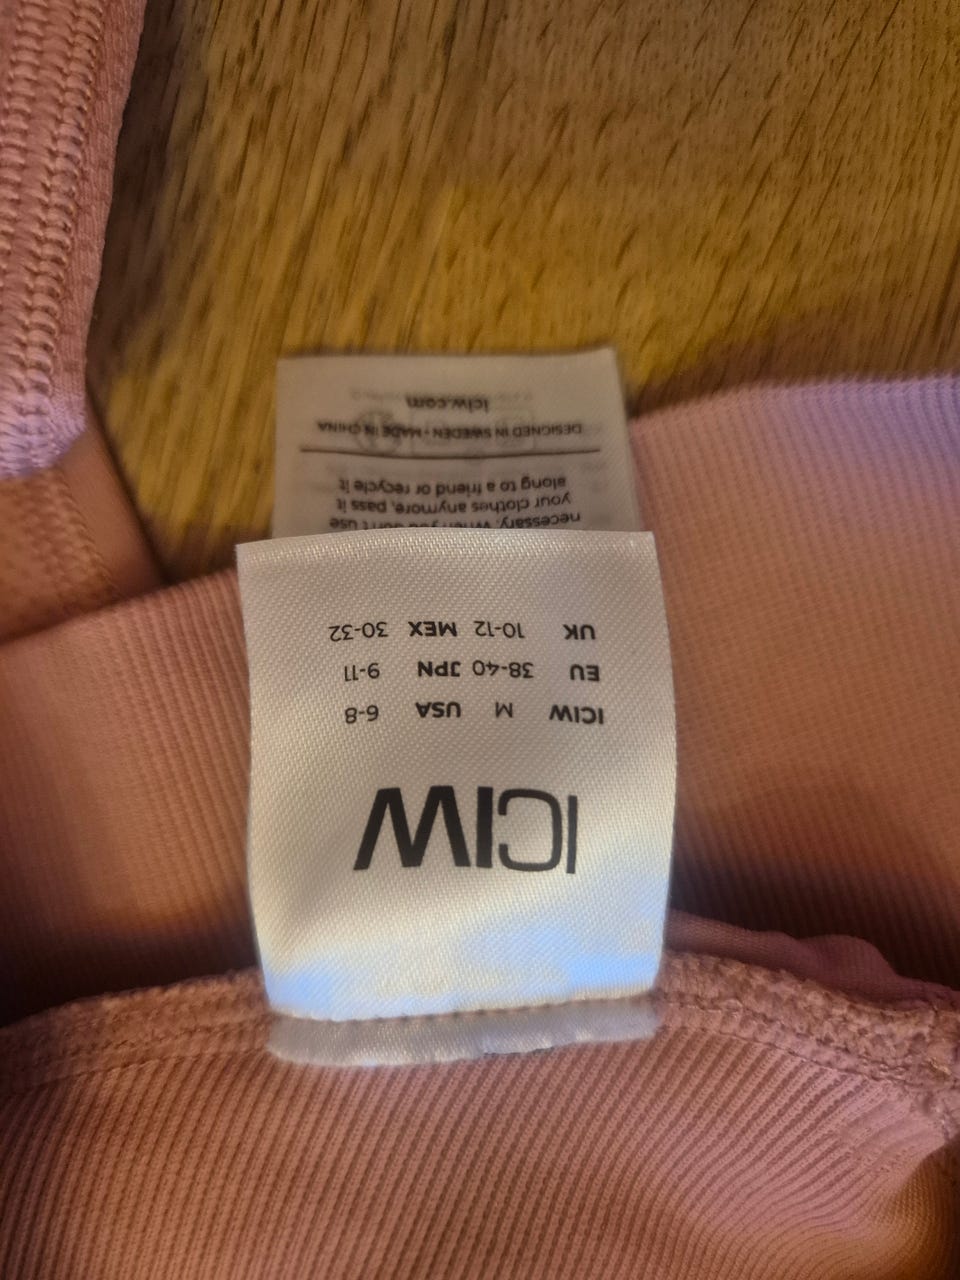 ICIW
ICIW M USA 6-8
EU 38-40 JPN 9-11
UK 10-12 MEX 30-32
necessary. When you don't use
your clothes anymore, pass it
along to a friend or recycle it
DESIGNED IN SWEDEN • MADE IN CHINA
iciw.com